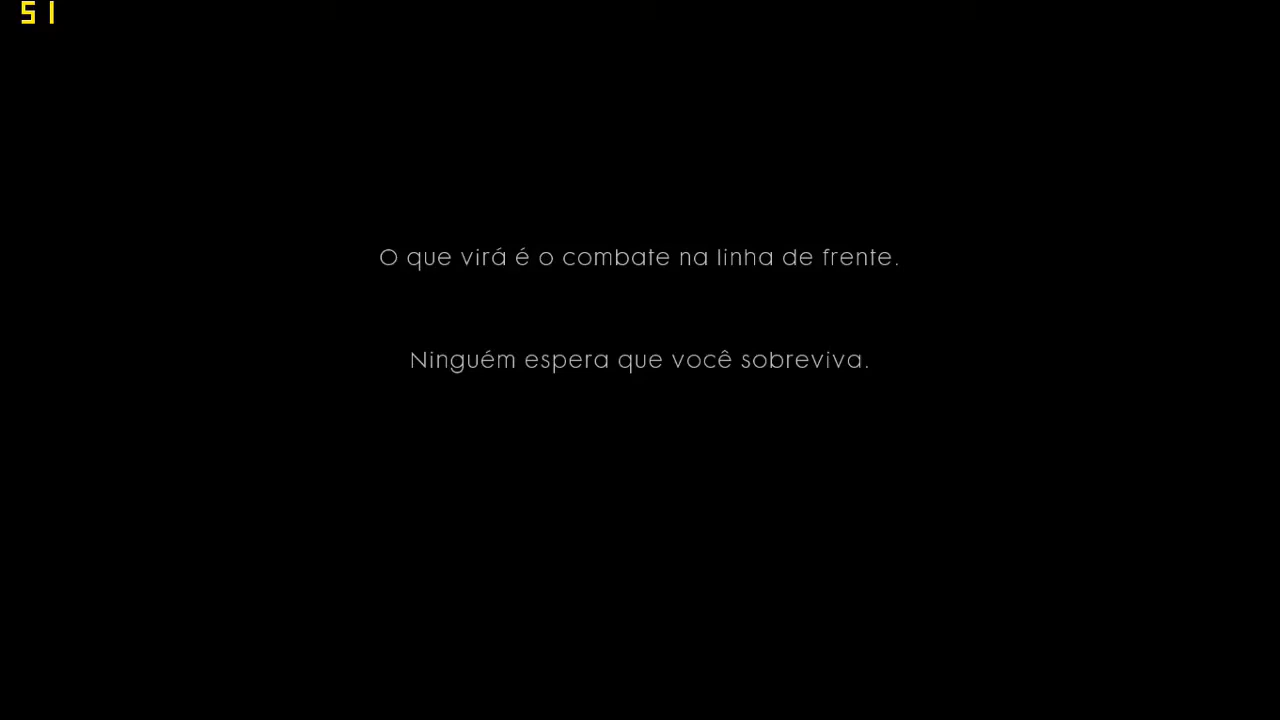 51
O que virá é o combate na linha de frente.
Ninguém espera que você sobreviva.